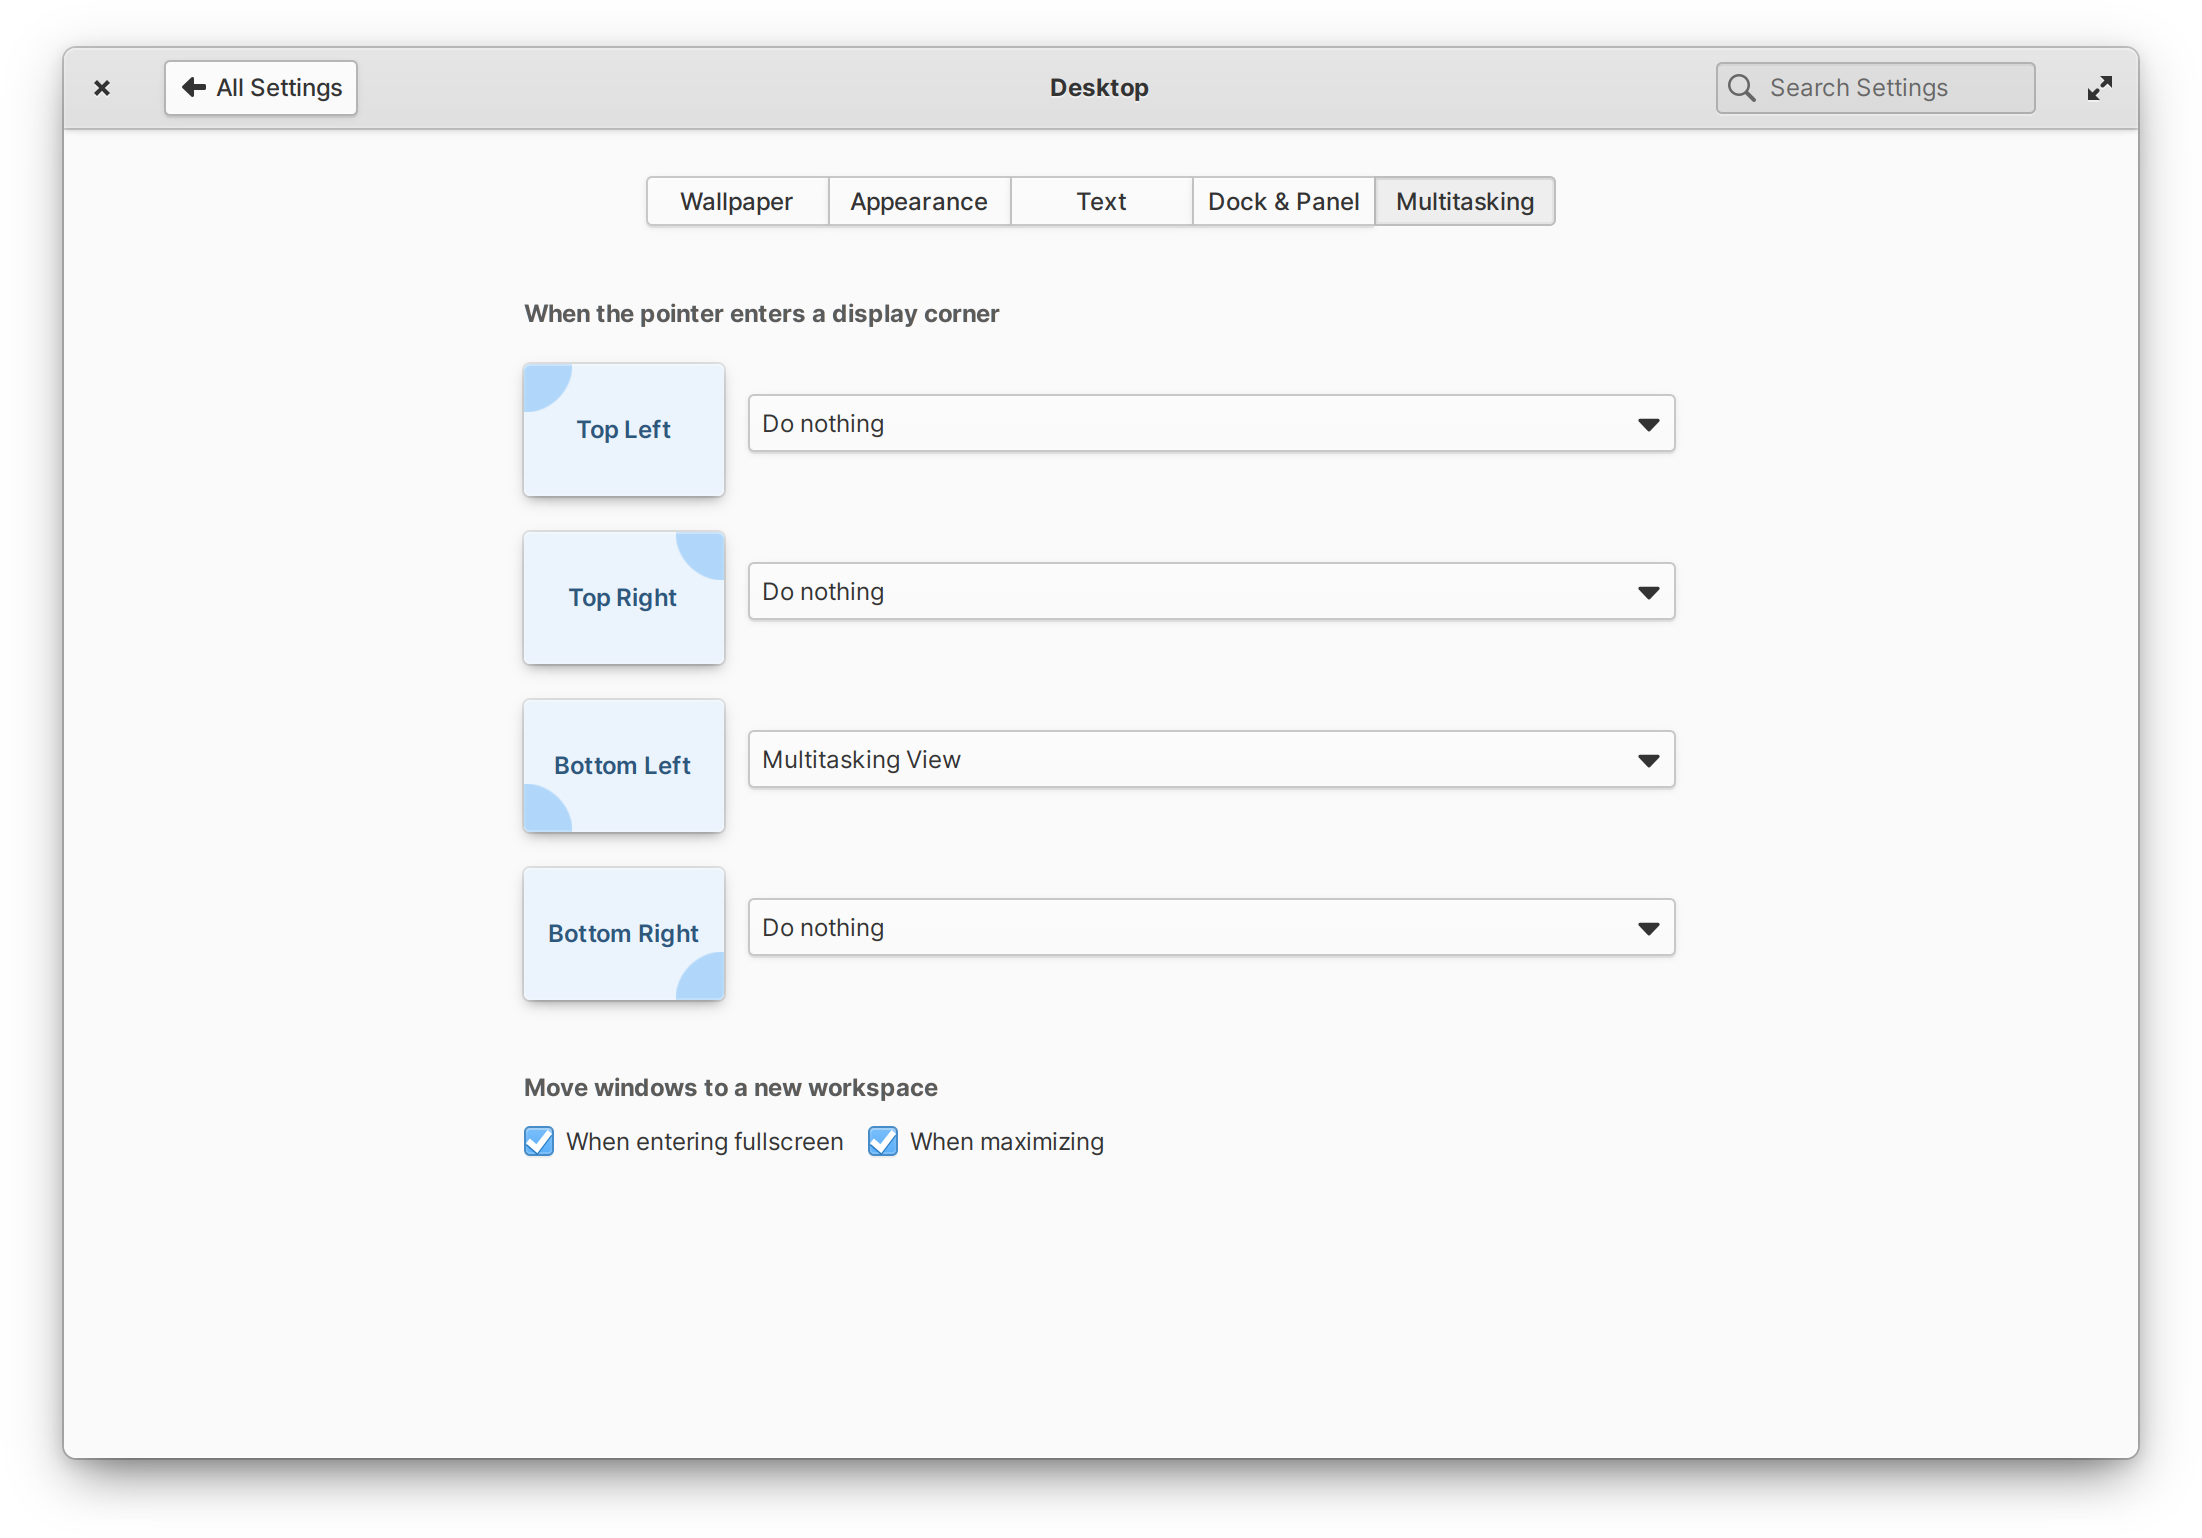 All Settings
Desktop
Search Settings
Wallpaper
Appearance
Text
Dock & Panel
Multitasking
When the pointer enters a display corner
Top Left
Do nothing
Top Right
Do nothing
Bottom Left
Multitasking View
Bottom Right
Do nothing
Move windows to a new workspace
When entering fullscreen
When maximizing